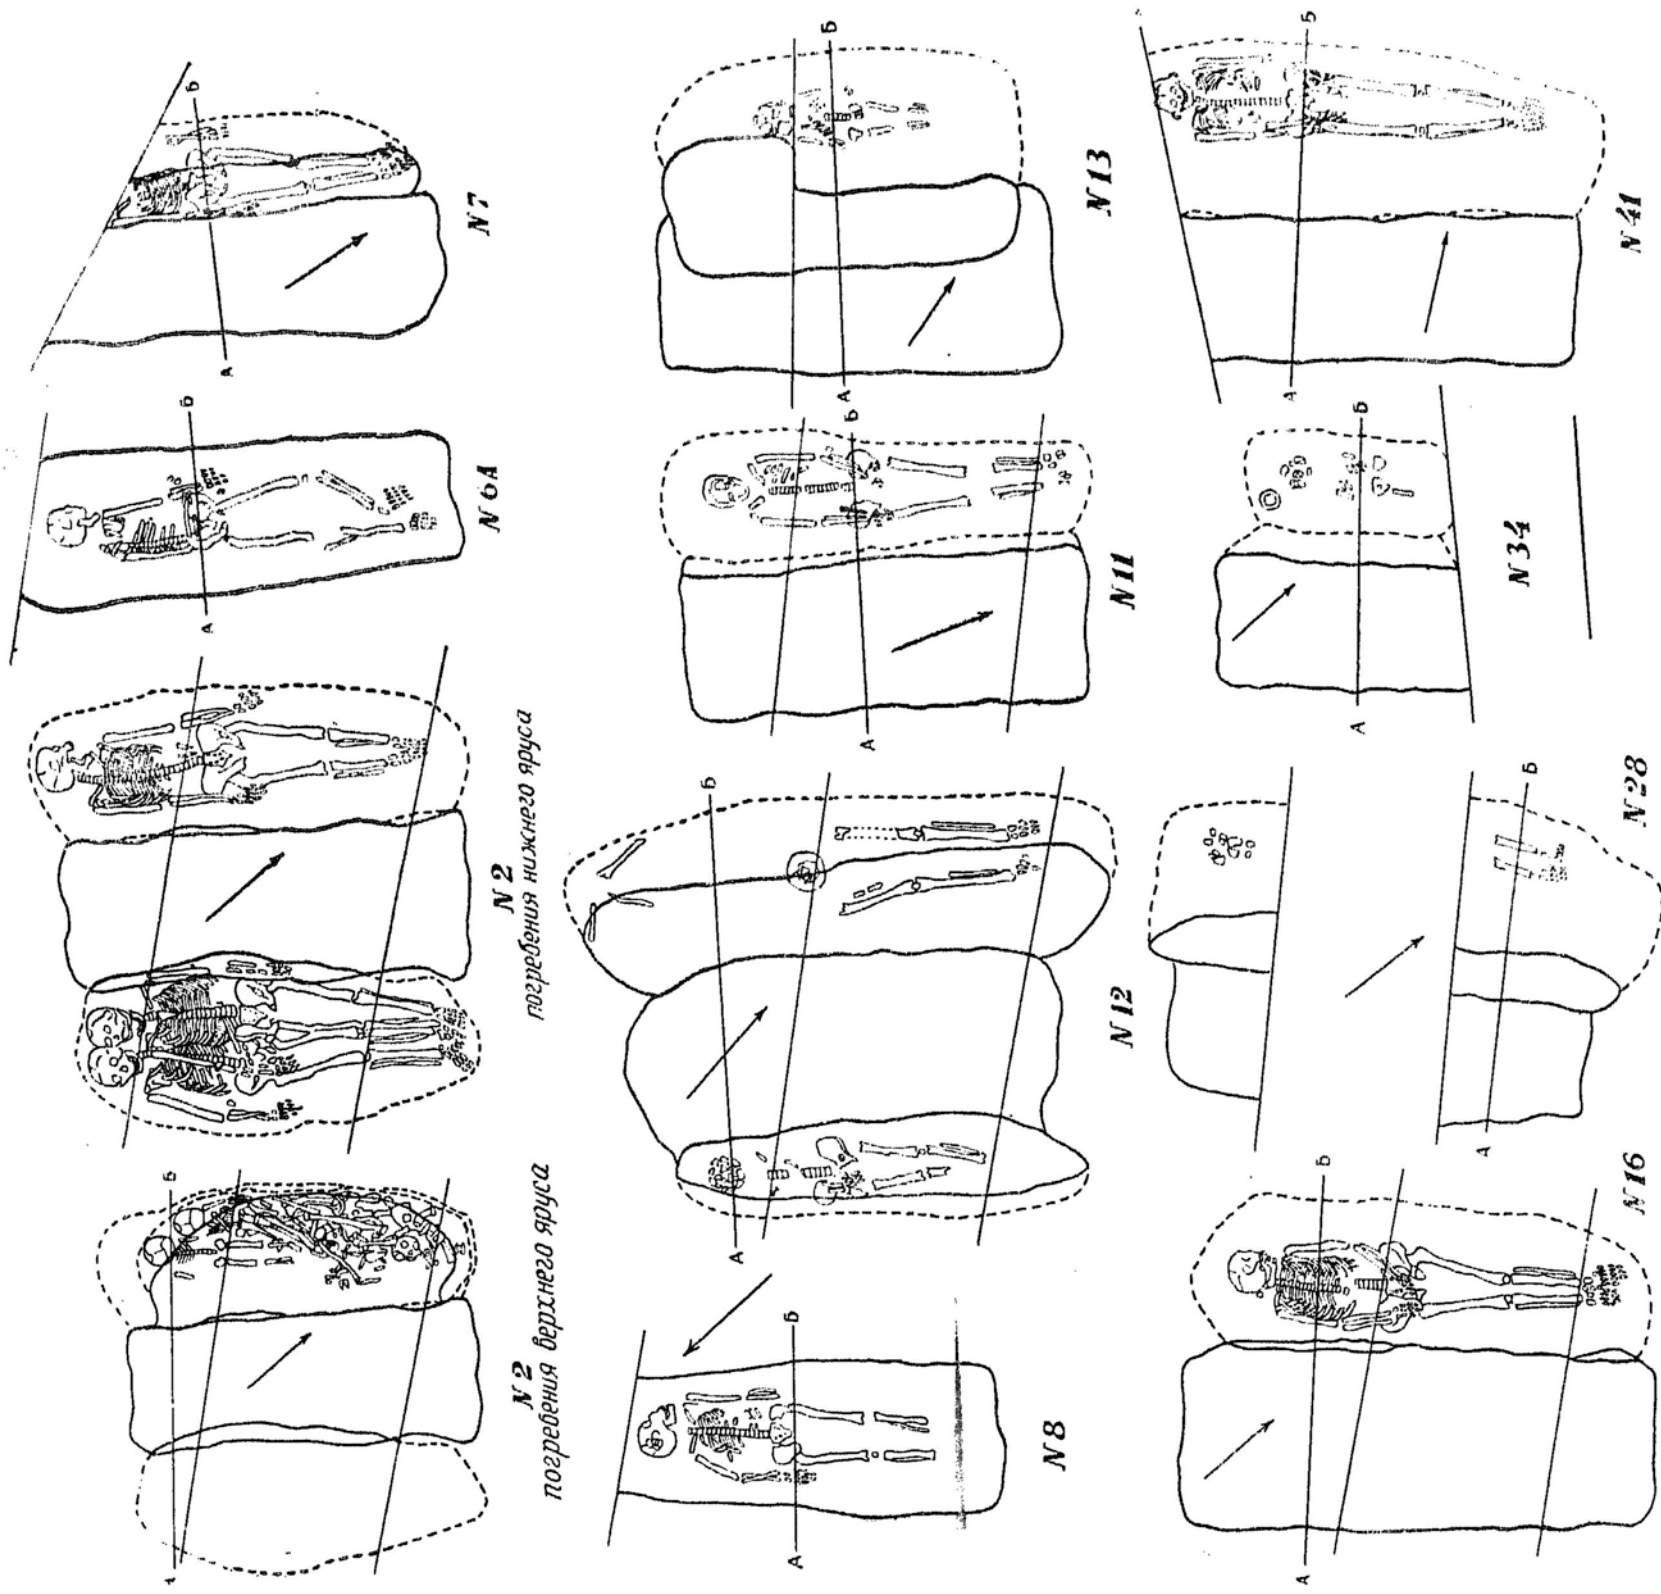 А
Б
N 2
погребения верхнего яруса
N 2
погребения нижнего яруса
А
Б
N 6А
А
Б
N 7
А
Б
N 8
А
Б
N 12
А
Б
N 11
А
Б
N 13
А
Б
N 16
А
Б
N 28
А
Б
N 34
А
Б
N 41